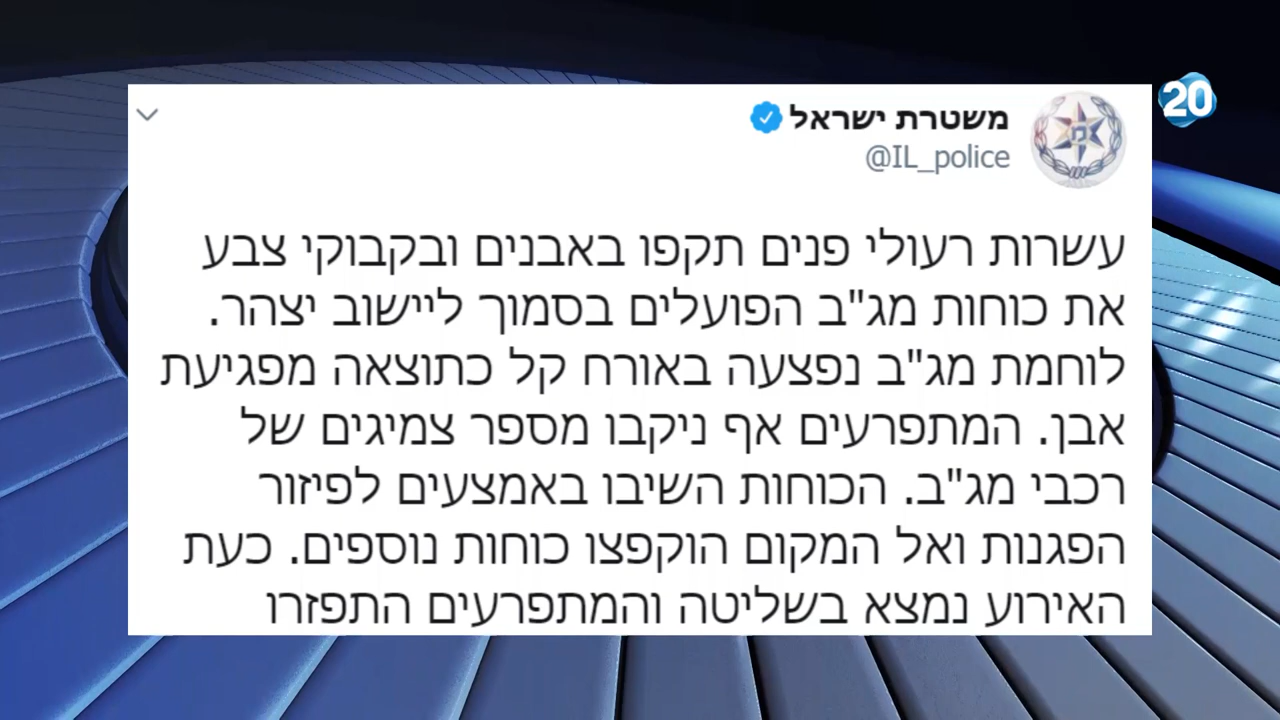 20
משטרת ישראל
@IL_police
עשרות רעולי פנים תקפו באבנים ובקבוקי צבע
את כוחות מג"ב הפועלים בסמוך ליישוב יצהר.
לוחמת מג"ב נפצעה באורח קל כתוצאה מפגיעת
אבן. המתפרעים אף ניקבו מספר צמיגים של
רכבי מג"ב. הכוחות השיבו באמצעים לפיזור
הפגנות ואל המקום הוקפצו כוחות נוספים. כעת
האירוע נמצא בשליטה והמתפרעים התפזרו